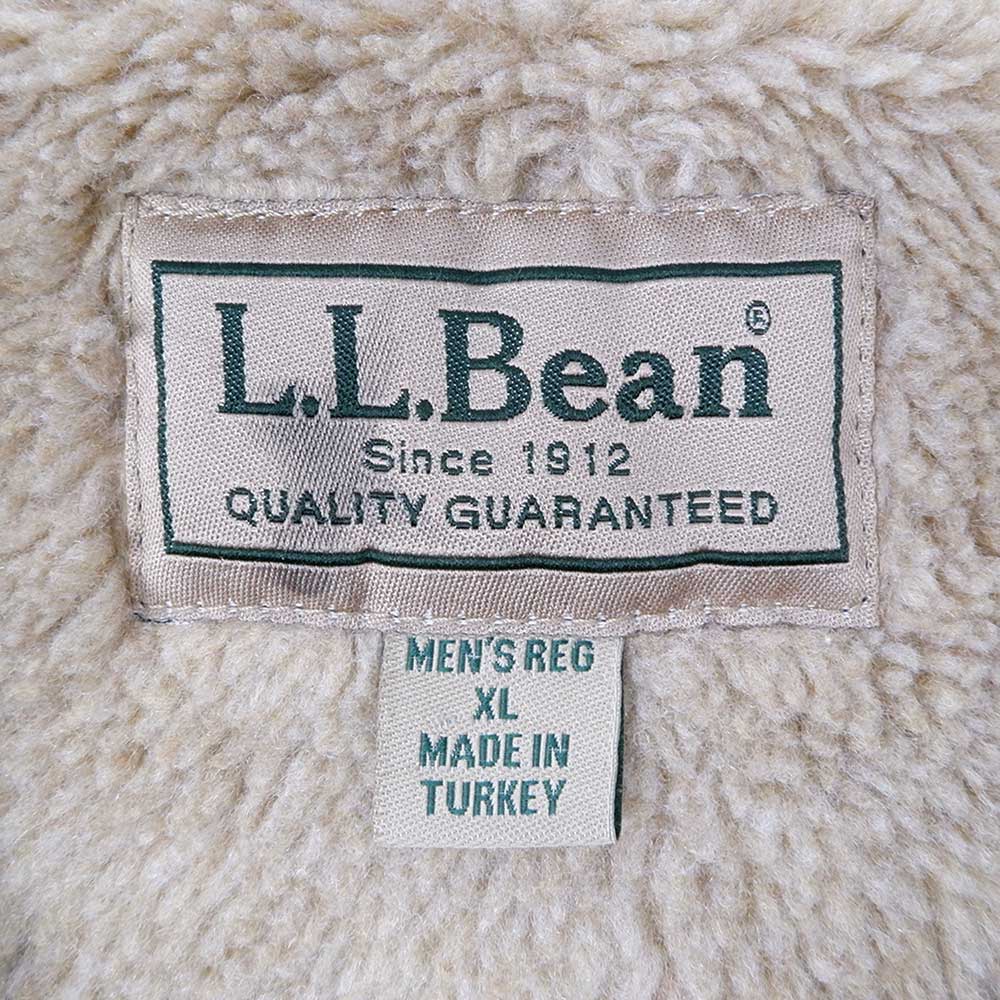 L.L.Bean®
Since 1912
QUALITY GUARANTEED
MEN'S REG
XL
MADE IN
TURKEY